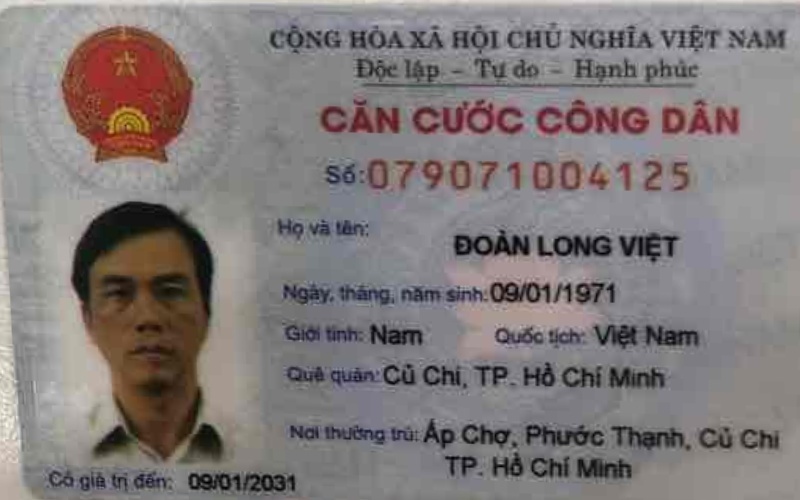 CỘNG HÒA XÃ HỘI CHỦ NGHĨA VIỆT NAM
Độc lập – Tự do – Hạnh phúc
CĂN CƯỚC CÔNG DÂN
Số: 079071004125
Họ và tên:
ĐOÀN LONG VIỆT
Ngày, tháng, năm sinh: 09/01/1971
Giới tính: Nam Quốc tịch: Việt Nam
Quê quán: Củ Chi, TP. Hồ Chí Minh
Nơi thường trú: Ấp Chợ, Phước Thạnh, Củ Chi
TP. Hồ Chí Minh
Có giá trị đến: 09/01/2031